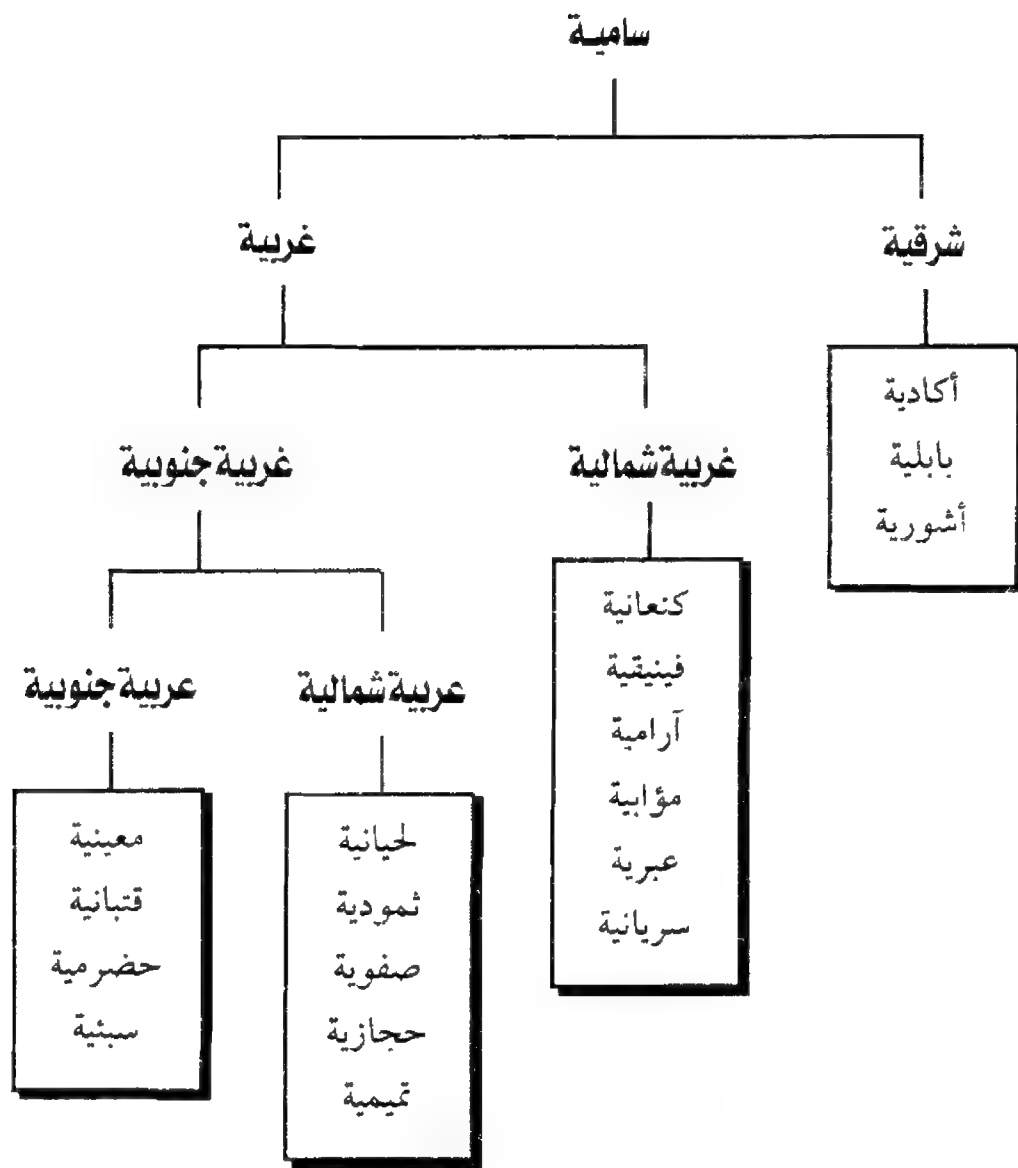 سامية
شرقية
غربية
أكادية
بابلية
أشورية
غربية شمالية
غربية جنوبية
كنعانية
فينيقية
آرامية
مؤابية
عبرية
سريانية
عربية شمالية
عربية جنوبية
لحيانية
ثمودية
صفوية
حجازية
تميمية
معينية
قتبانية
حضرمية
سبئية